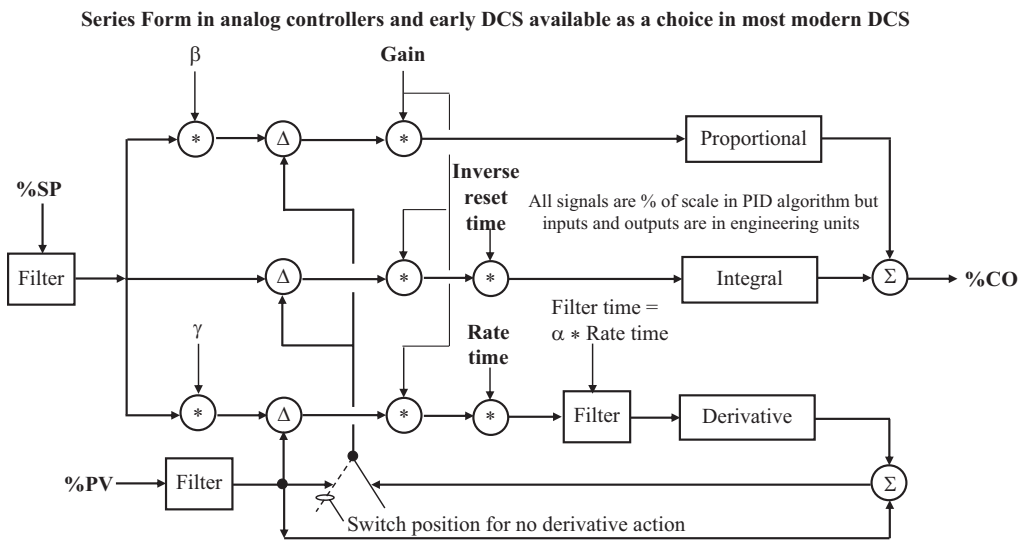 Series Form in analog controllers and early DCS available as a choice in most modern DCS
β
Gain
*
Δ
*
Proportional
%SP
Inverse
reset
time
All signals are % of scale in PID algorithm but
inputs and outputs are in engineering units
Filter
Δ
*
*
Integral
Σ
%CO
γ
Rate
time
Filter time =
α * Rate time
*
Δ
*
*
Filter
Derivative
%PV
Filter
Σ
Switch position for no derivative action